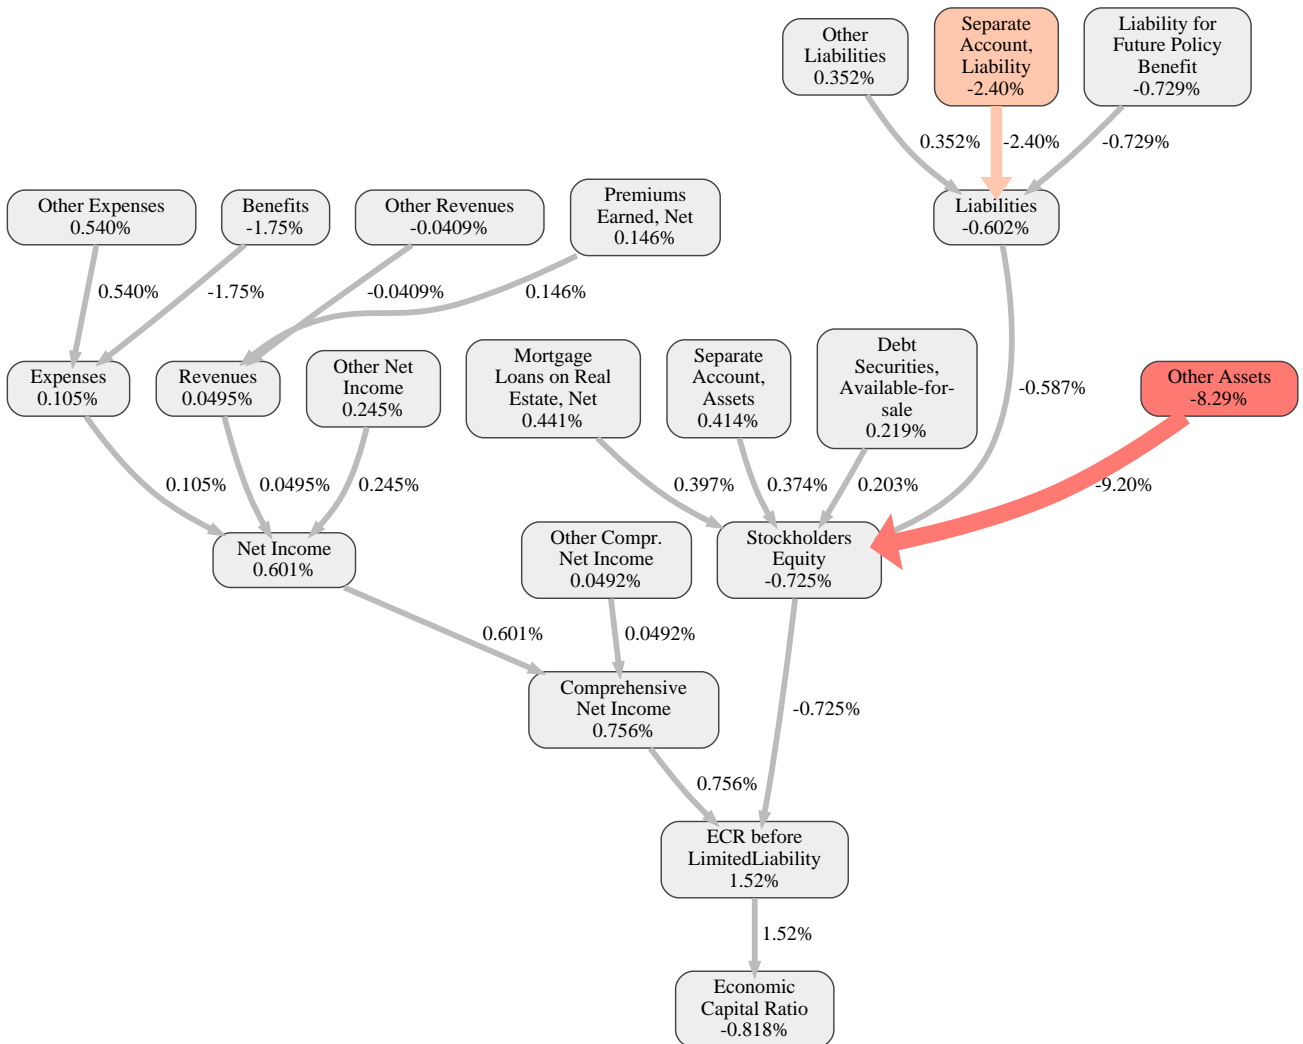 Other
Liabilities
0.352%
Separate
Account,
Liability
-2.40%
Liability for
Future Policy
Benefit
-0.729%
0.352%
-2.40%
-0.729%
Other Expenses
0.540%
Benefits
-1.75%
Other Revenues
-0.0409%
Premiums
Earned, Net
0.146%
Liabilities
-0.602%
0.540%
-1.75%
-0.0409%
0.146%
Expenses
0.105%
Revenues
0.0495%
Other Net
Income
0.245%
Mortgage
Loans on Real
Estate, Net
0.441%
Separate
Account,
Assets
0.414%
Debt
Securities,
Available-for-
sale
0.219%
-0.587%
Other Assets
-8.29%
0.105%
0.0495%
0.245%
0.397%
0.374%
0.203%
-9.20%
Net Income
0.601%
Other Compr.
Net Income
0.0492%
Stockholders
Equity
-0.725%
0.601%
0.0492%
Comprehensive
Net Income
0.756%
-0.725%
0.756%
ECR before
LimitedLiability
1.52%
1.52%
Economic
Capital Ratio
-0.818%